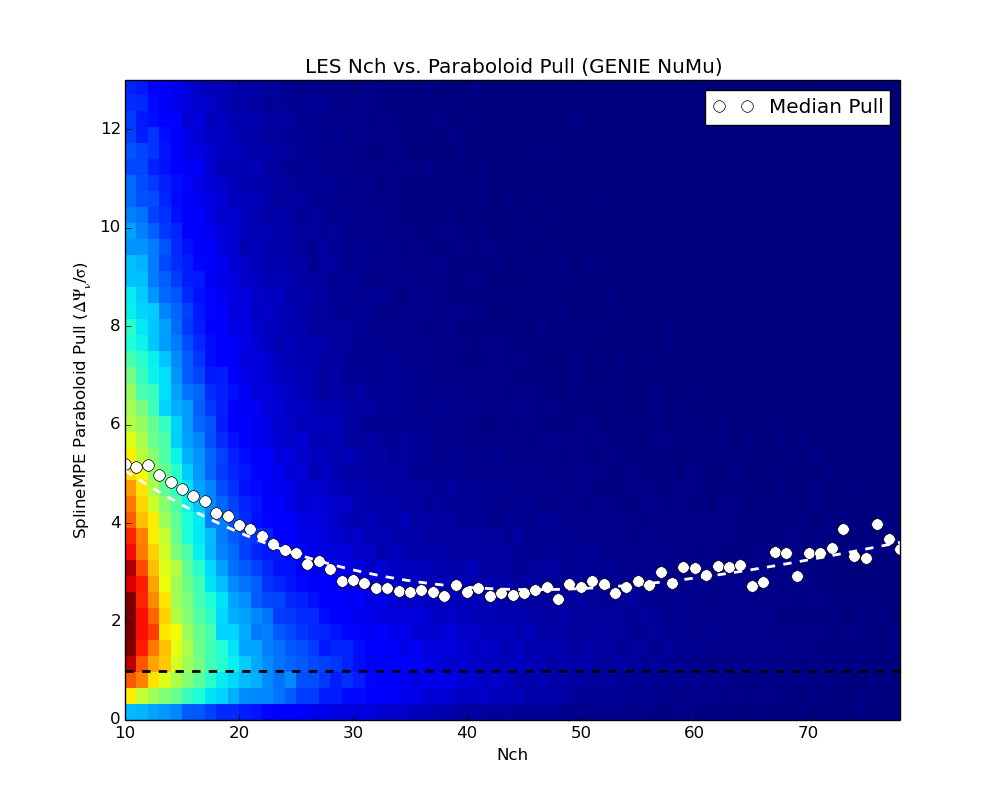 LES Nch vs. Paraboloid Pull (GENIE NuMu)
Median Pull
SplineMPE Paraboloid Pull (ΔΨν/σ)
12
10
8
6
4
2
0
10 20 30 40 50 60 70
Nch